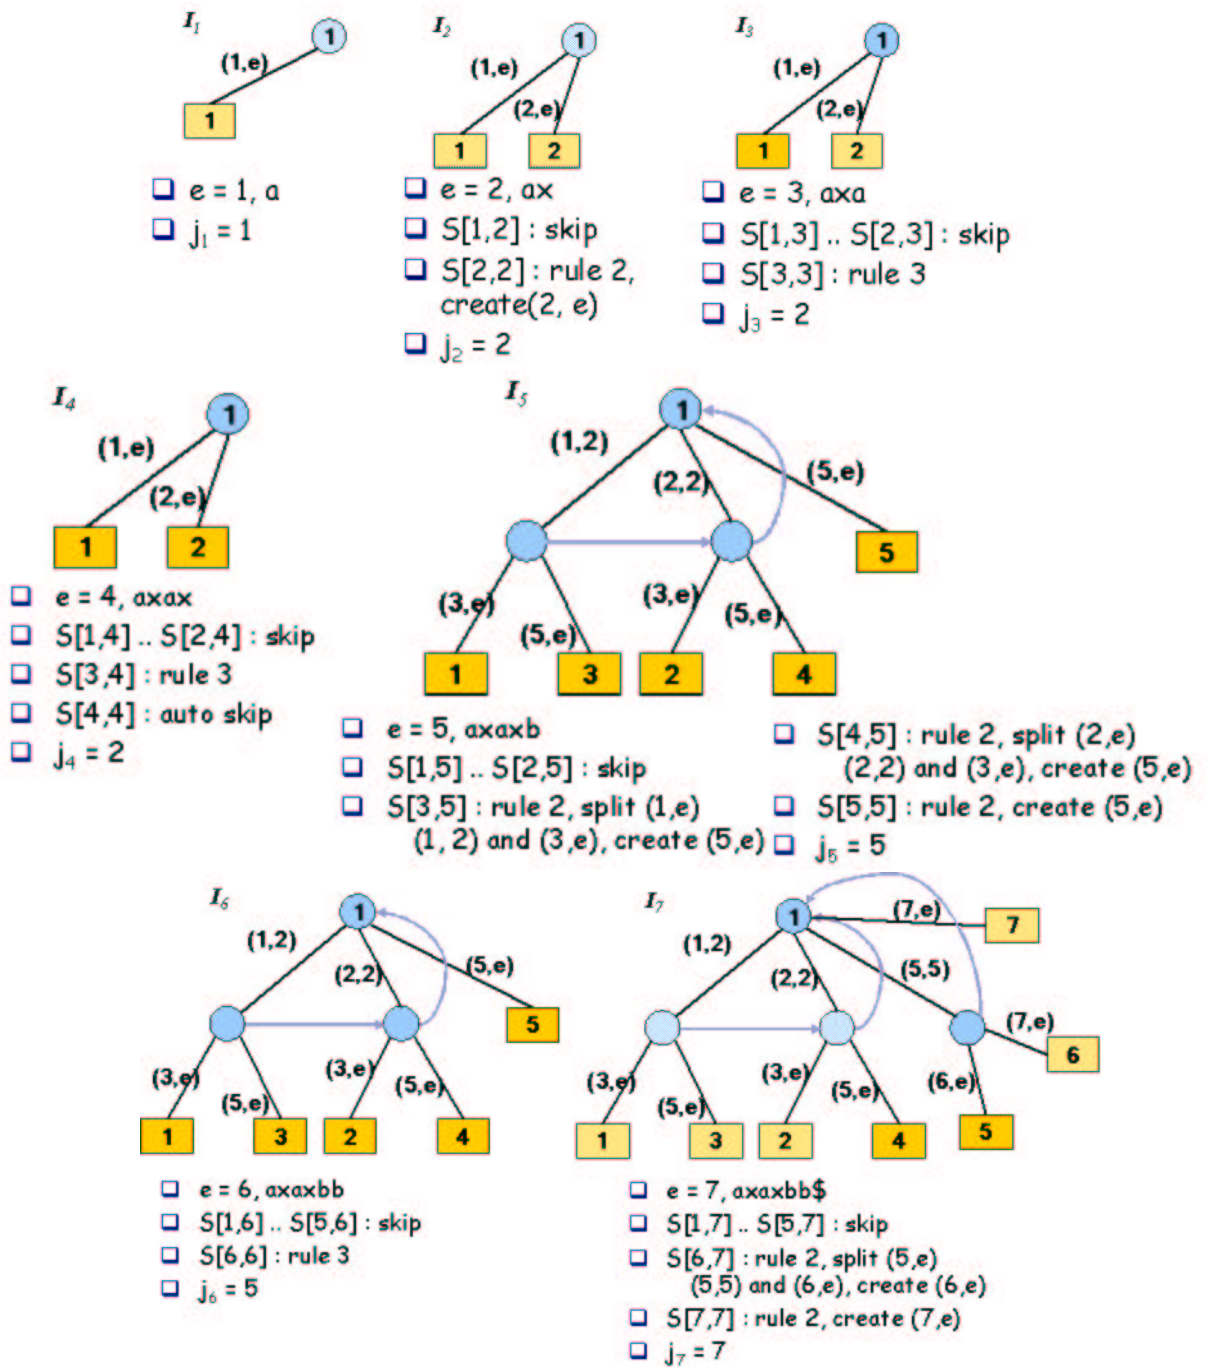 I1
1
(1,e)
1
e = 1, a
j1 = 1
I2
1
(1,e)
(2,e)
1
2
e = 2, ax
S[1,2] : skip
S[2,2] : rule 2,
create(2, e)
j2 = 2
I3
1
(1,e)
(2,e)
1
2
e = 3, axa
S[1,3] .. S[2,3] : skip
S[3,3] : rule 3
j3 = 2
I4
1
(1,e)
(2,e)
1
2
e = 4, axax
S[1,4] .. S[2,4] : skip
S[3,4] : rule 3
S[4,4] : auto skip
j4 = 2
I5
1
(1,2)
(2,2)
(5,e)
5
(3,e)
(5,e)
(3,e)
(5,e)
1
3
2
4
e = 5, axaxb
S[1,5] .. S[2,5] : skip
S[3,5] : rule 2, split (1,e)
(1, 2) and (3,e), create (5,e)
S[4,5] : rule 2, split (2,e)
(2,2) and (3,e), create (5,e)
S[5,5] : rule 2, create (5,e)
j5 = 5
I6
1
(1,2)
(2,2)
(5,e)
5
(3,e)
(5,e)
(3,e)
(5,e)
1
3
2
4
e = 6, axaxbb
S[1,6] .. S[5,6] : skip
S[6,6] : rule 3
j6 = 5
I7
1
(7,e)
7
(1,2)
(2,2)
(5,5)
(7,e)
6
(3,e)
(5,e)
(3,e)
(5,e)
(6,e)
1
3
2
4
5
e = 7, axaxbb$
S[1,7] .. S[5,7] : skip
S[6,7] : rule 2, split (5,e)
(5,5) and (6,e), create (6,e)
S[7,7] : rule 2, create (7,e)
j7 = 7